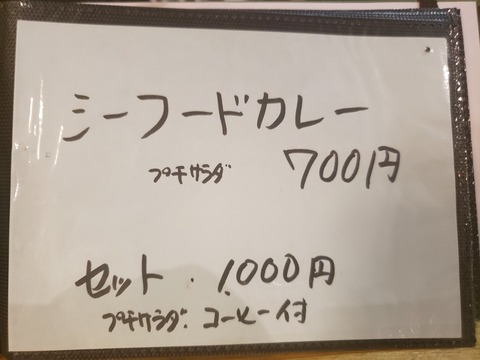 シーフードカレー
プチサラダ 700円
セット . 1.000円
プチサラダ. コーヒー付